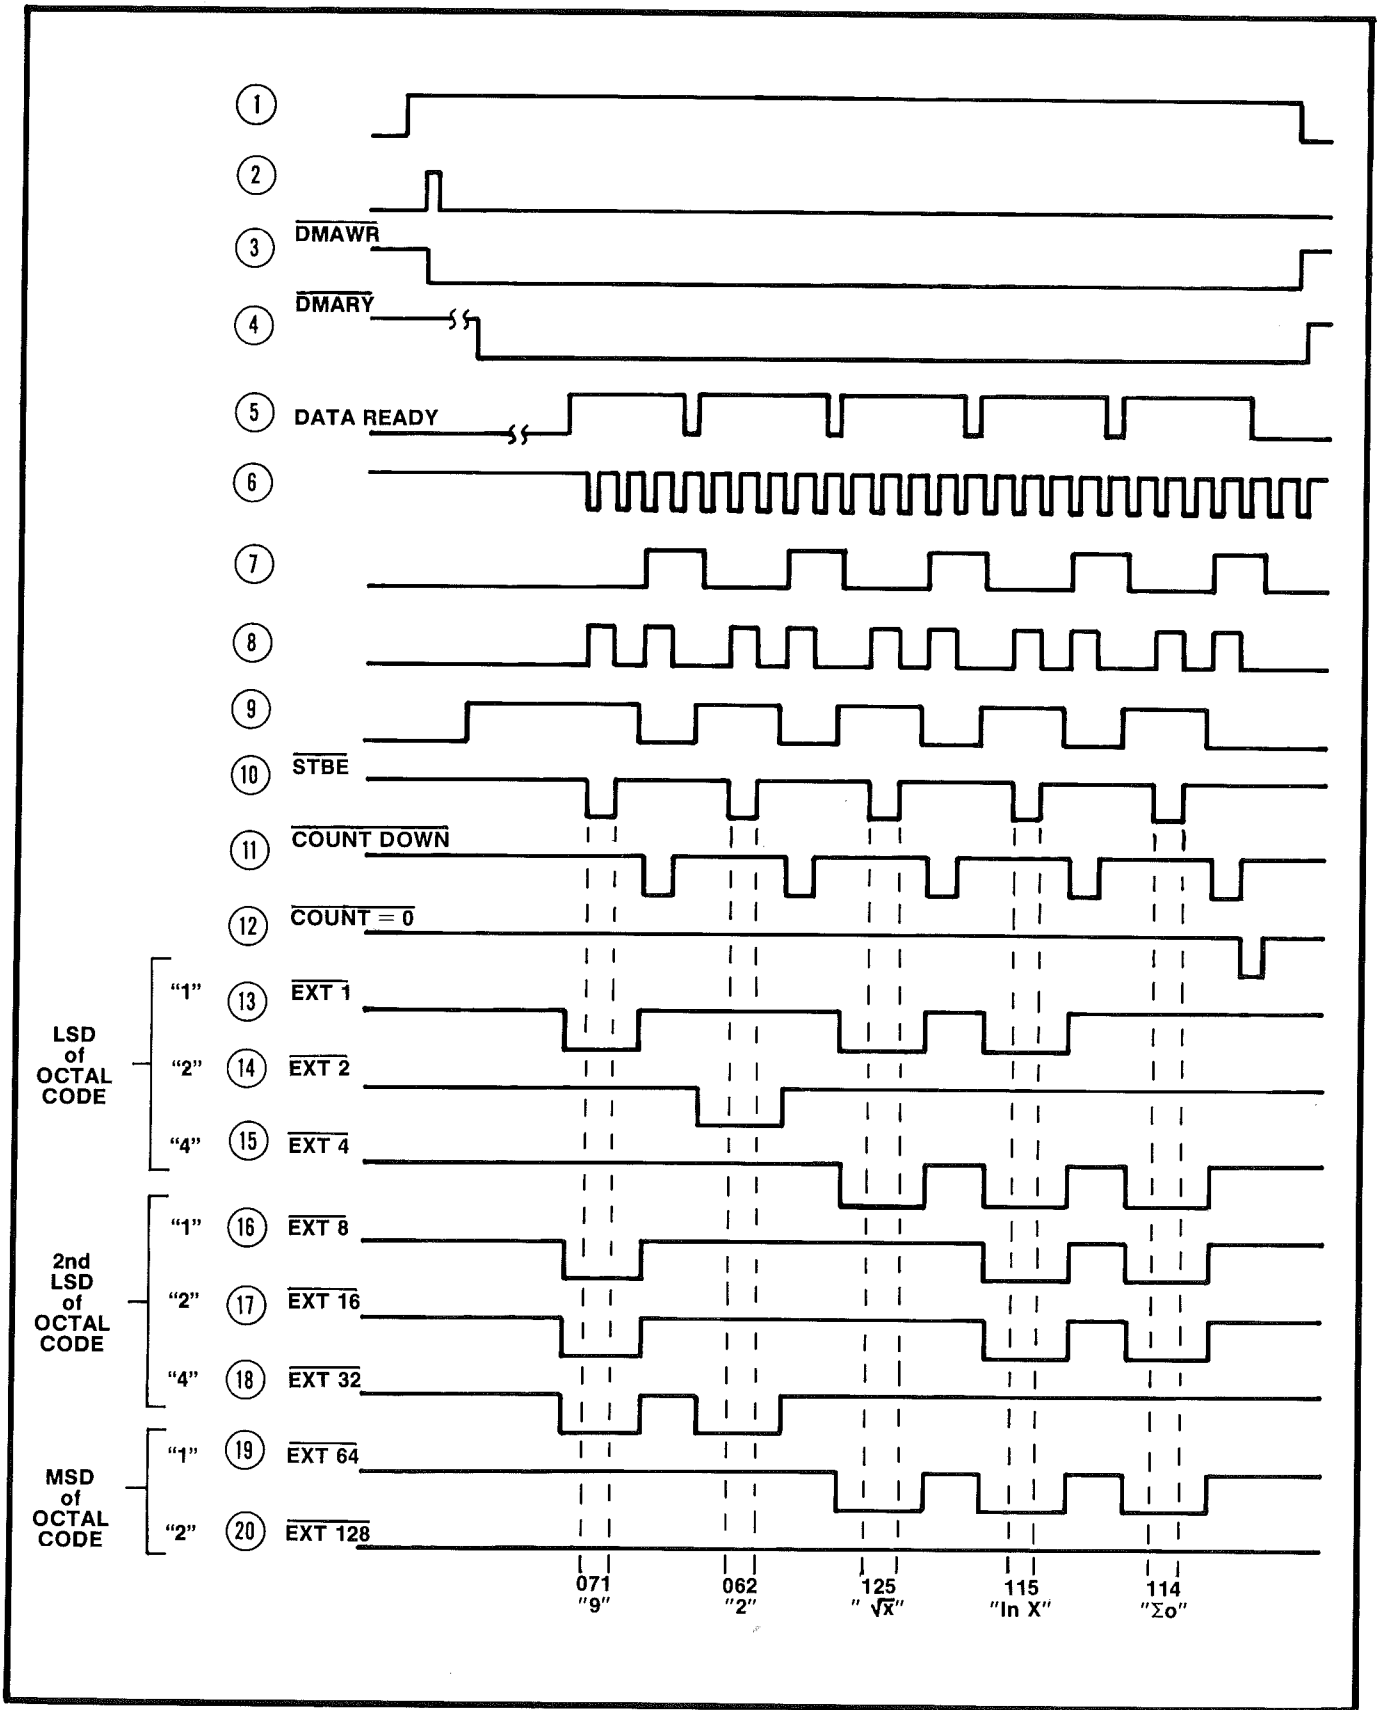 1
2
3 DMAWR
4 DMARY
5 DATA READY
6
7
8
9
10 STBE
11 COUNT DOWN
12 COUNT = 0
LSD
of
OCTAL
CODE
"1" 13 EXT 1
"2" 14 EXT 2
"4" 15 EXT 4
2nd
LSD
of
OCTAL
CODE
"1" 16 EXT 8
"2" 17 EXT 16
"4" 18 EXT 32
MSD
of
OCTAL
CODE
"1" 19 EXT 64
"2" 20 EXT 128
071 062 125 115 114
"9" "2" "√x" "ln X" "Σo"